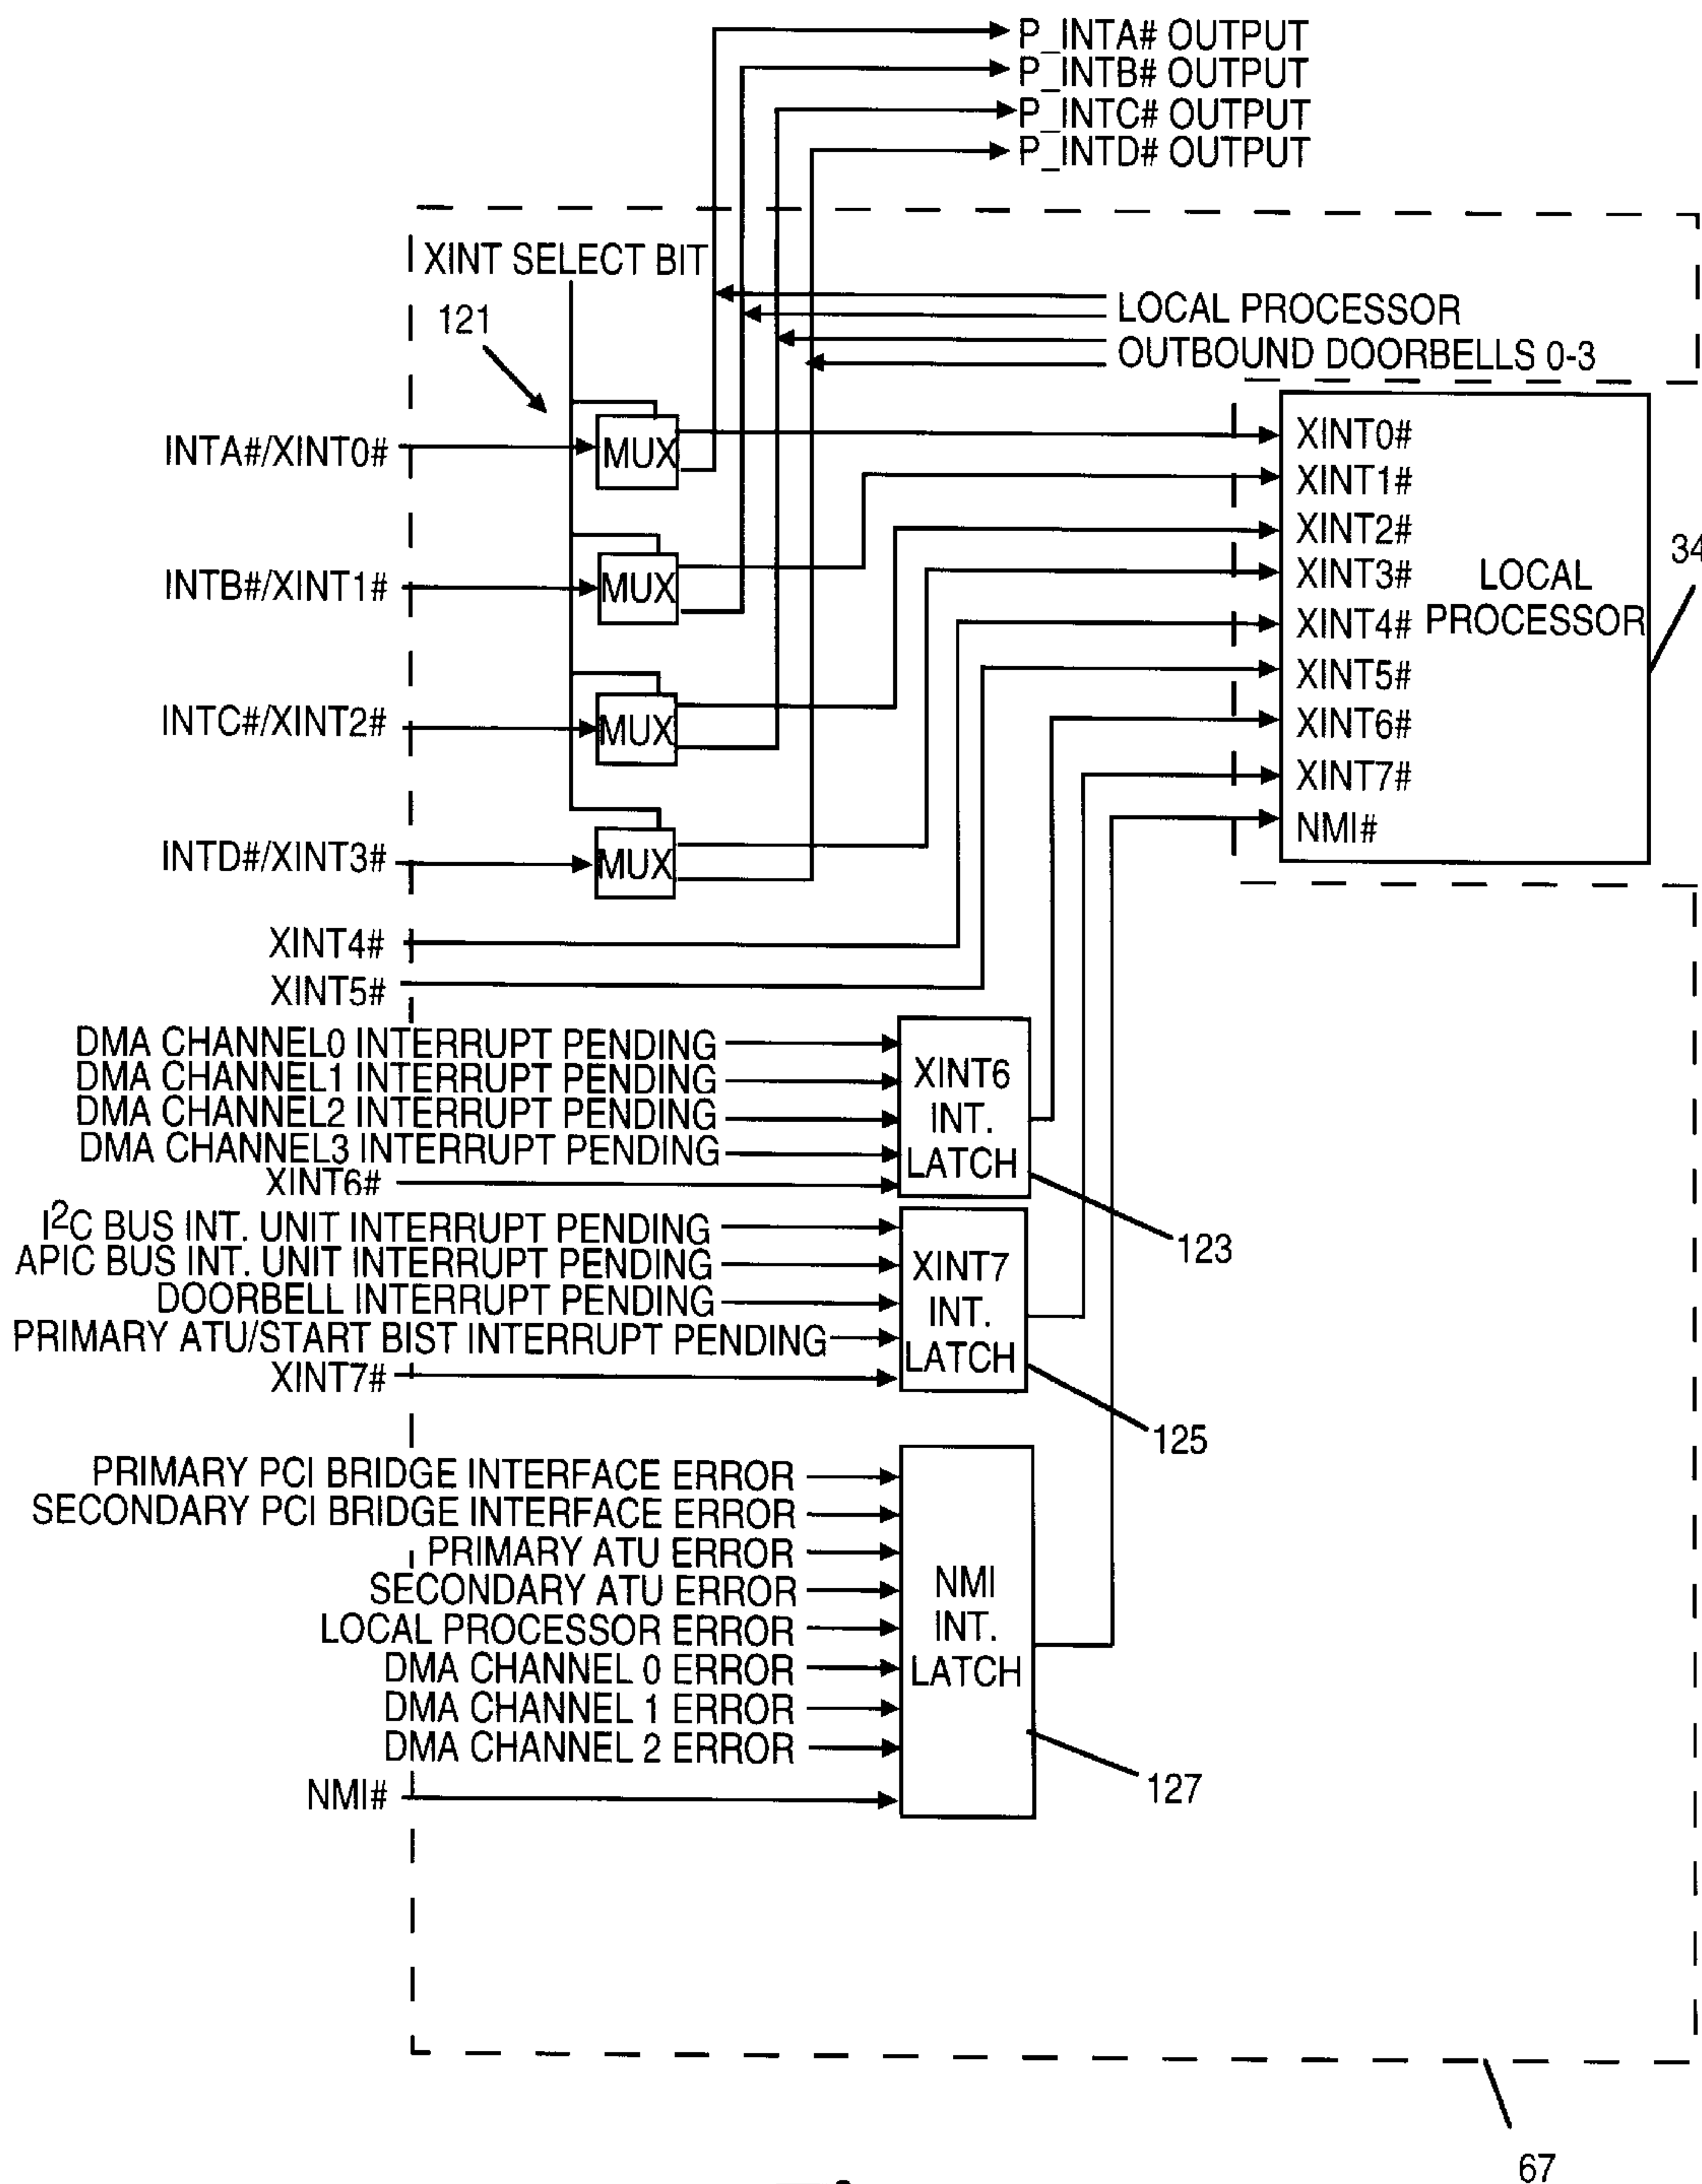 P_INTA# OUTPUT
P_INTB# OUTPUT
P_INTC# OUTPUT
P_INTD# OUTPUT
XINT SELECT BIT
121
LOCAL PROCESSOR
OUTBOUND DOORBELLS 0-3
INTA#/XINT0#
MUX
XINT0#
XINT1#
XINT2#
XINT3#
XINT4#
XINT5#
XINT6#
XINT7#
NMI#
LOCAL
PROCESSOR
34
INTB#/XINT1#
MUX
INTC#/XINT2#
MUX
INTD#/XINT3#
MUX
XINT4#
XINT5#
DMA CHANNEL0 INTERRUPT PENDING
DMA CHANNEL1 INTERRUPT PENDING
DMA CHANNEL2 INTERRUPT PENDING
DMA CHANNEL3 INTERRUPT PENDING
XINT6#
XINT6
INT.
LATCH
123
I²C BUS INT. UNIT INTERRUPT PENDING
APIC BUS INT. UNIT INTERRUPT PENDING
DOORBELL INTERRUPT PENDING
PRIMARY ATU/START BIST INTERRUPT PENDING
XINT7#
XINT7
INT.
LATCH
125
PRIMARY PCI BRIDGE INTERFACE ERROR
SECONDARY PCI BRIDGE INTERFACE ERROR
PRIMARY ATU ERROR
SECONDARY ATU ERROR
LOCAL PROCESSOR ERROR
DMA CHANNEL 0 ERROR
DMA CHANNEL 1 ERROR
DMA CHANNEL 2 ERROR
NMI#
NMI
INT.
LATCH
127
67